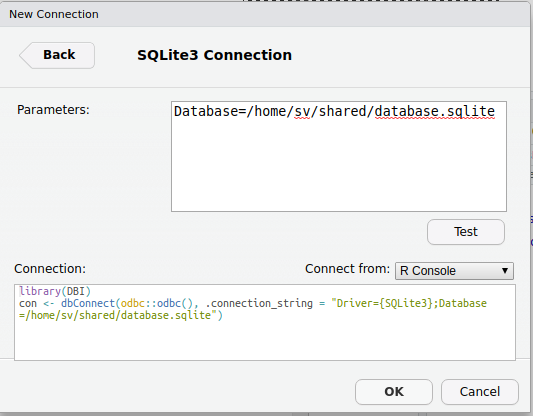 New Connection
Back
SQLite3 Connection
Parameters:
Database=/home/sv/shared/database.sqlite
Test
Connection:
Connect from:
R Console
library(DBI)
con <- dbConnect(odbc::odbc(), .connection_string = "Driver={SQLite3};Database
=/home/sv/shared/database.sqlite")
OK
Cancel